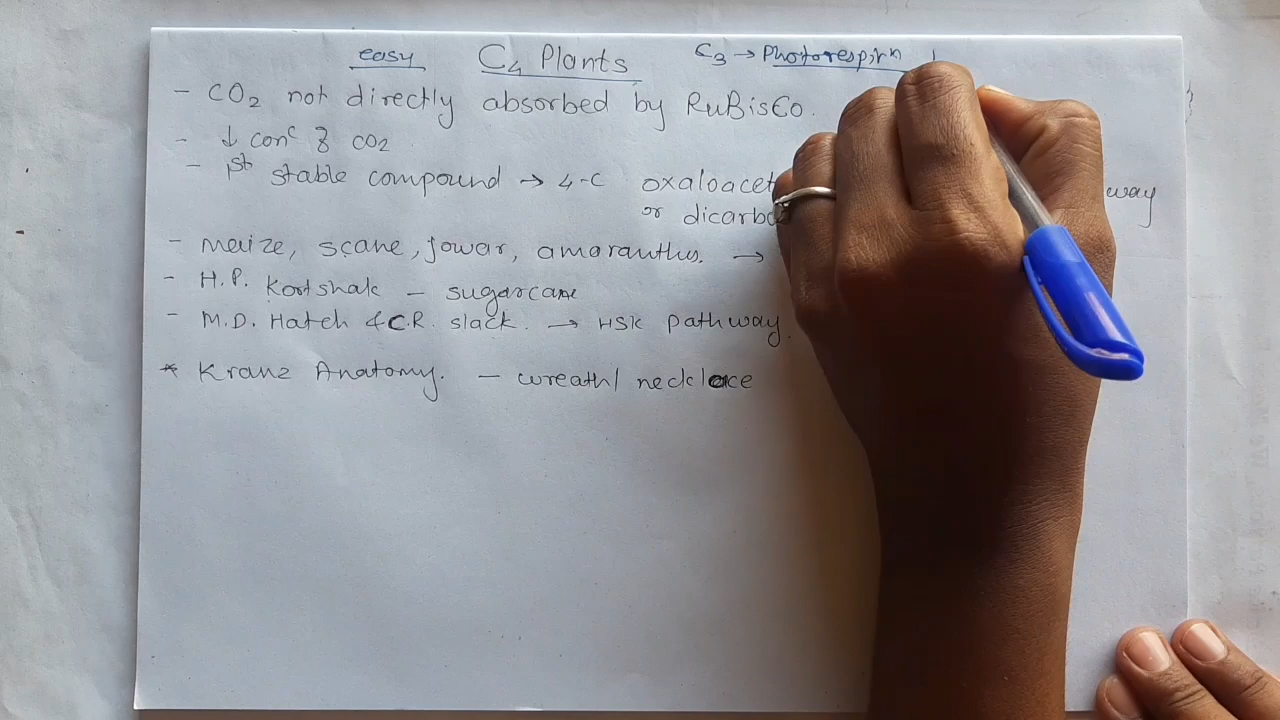 easy C4 Plants C3 → Photorespirn ↓
- CO2 not directly absorbed by RuBisCo.
- ↓ conc of CO2
- 1st stable compound → 4-C oxaloacet way
or dicarbo
- Maize, scane, jowar, amaranthus. →
- H.P. Kortshak - sugarcane
- M.D. Hatch & C.R. slack. → HSK pathway.
* Kranz Anatomy. - wreath/ necklace